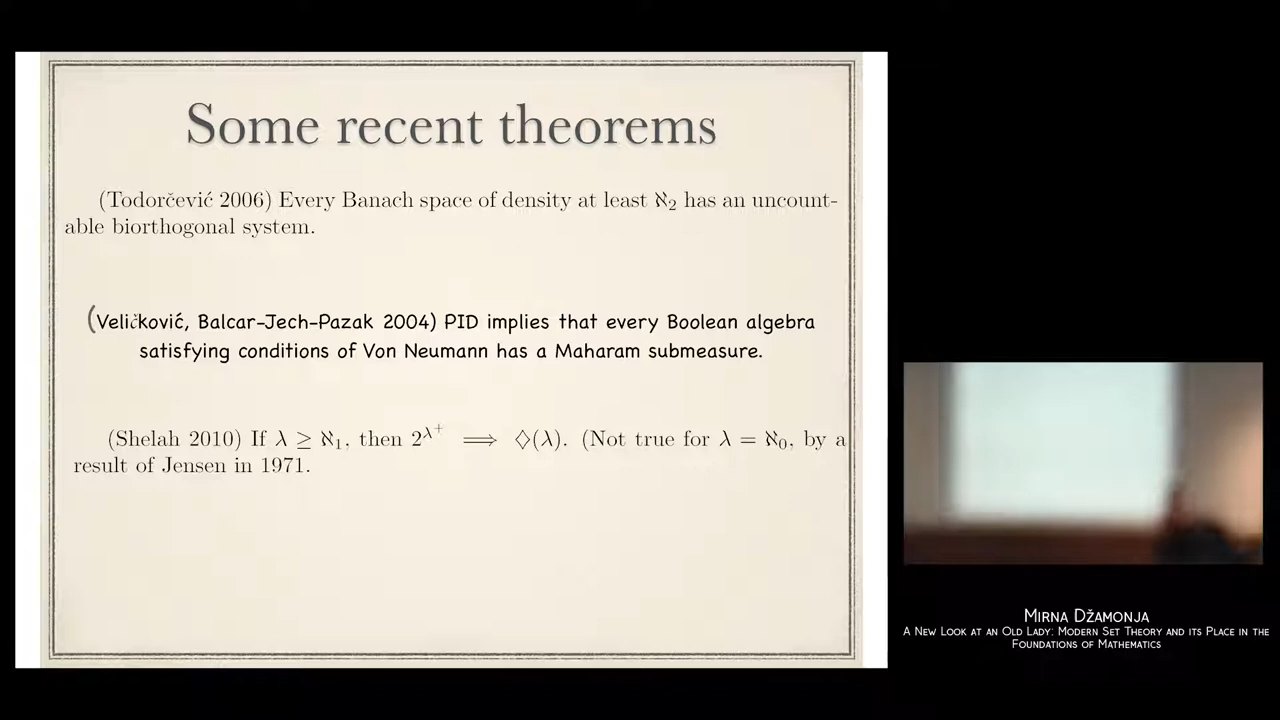 Some recent theorems
(Todorčević 2006) Every Banach space of density at least ℵ₂ has an uncount-
able biorthogonal system.
(Veličković, Balcar-Jech-Pazak 2004) PID implies that every Boolean algebra
satisfying conditions of Von Neumann has a Maharam submeasure.
(Shelah 2010) If λ ≥ ℵ₁, then 2^{λ⁺} ⟹ ♢(λ). (Not true for λ = ℵ₀, by a
result of Jensen in 1971.
Mirna Džamonja
A New Look at an Old Lady: Modern Set Theory and its Place in the
Foundations of Mathematics